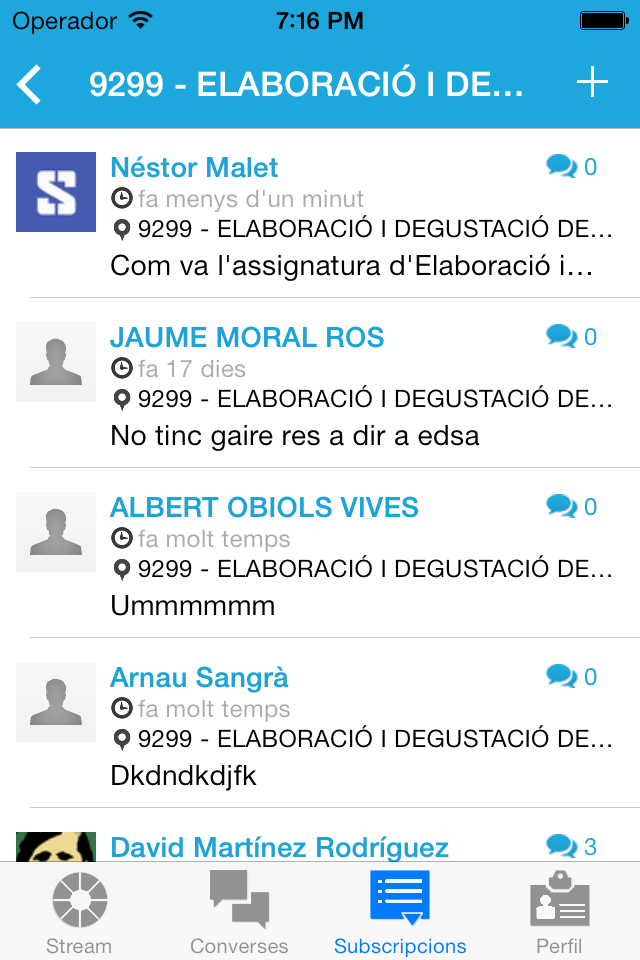 Operador 7:16 PM
9299 - ELABORACIÓ I DE...
Néstor Malet 0
fa menys d'un minut
9299 - ELABORACIÓ I DEGUSTACIÓ DE...
Com va l'assignatura d'Elaboració i...
JAUME MORAL ROS 0
fa 17 dies
9299 - ELABORACIÓ I DEGUSTACIÓ DE...
No tinc gaire res a dir a edsa
ALBERT OBIOLS VIVES 0
fa molt temps
9299 - ELABORACIÓ I DEGUSTACIÓ DE...
Ummmmmm
Arnau Sangrà 0
fa molt temps
9299 - ELABORACIÓ I DEGUSTACIÓ DE...
Dkdndkdjfk
David Martínez Rodríguez 3
Stream Converses Subscripcions Perfil